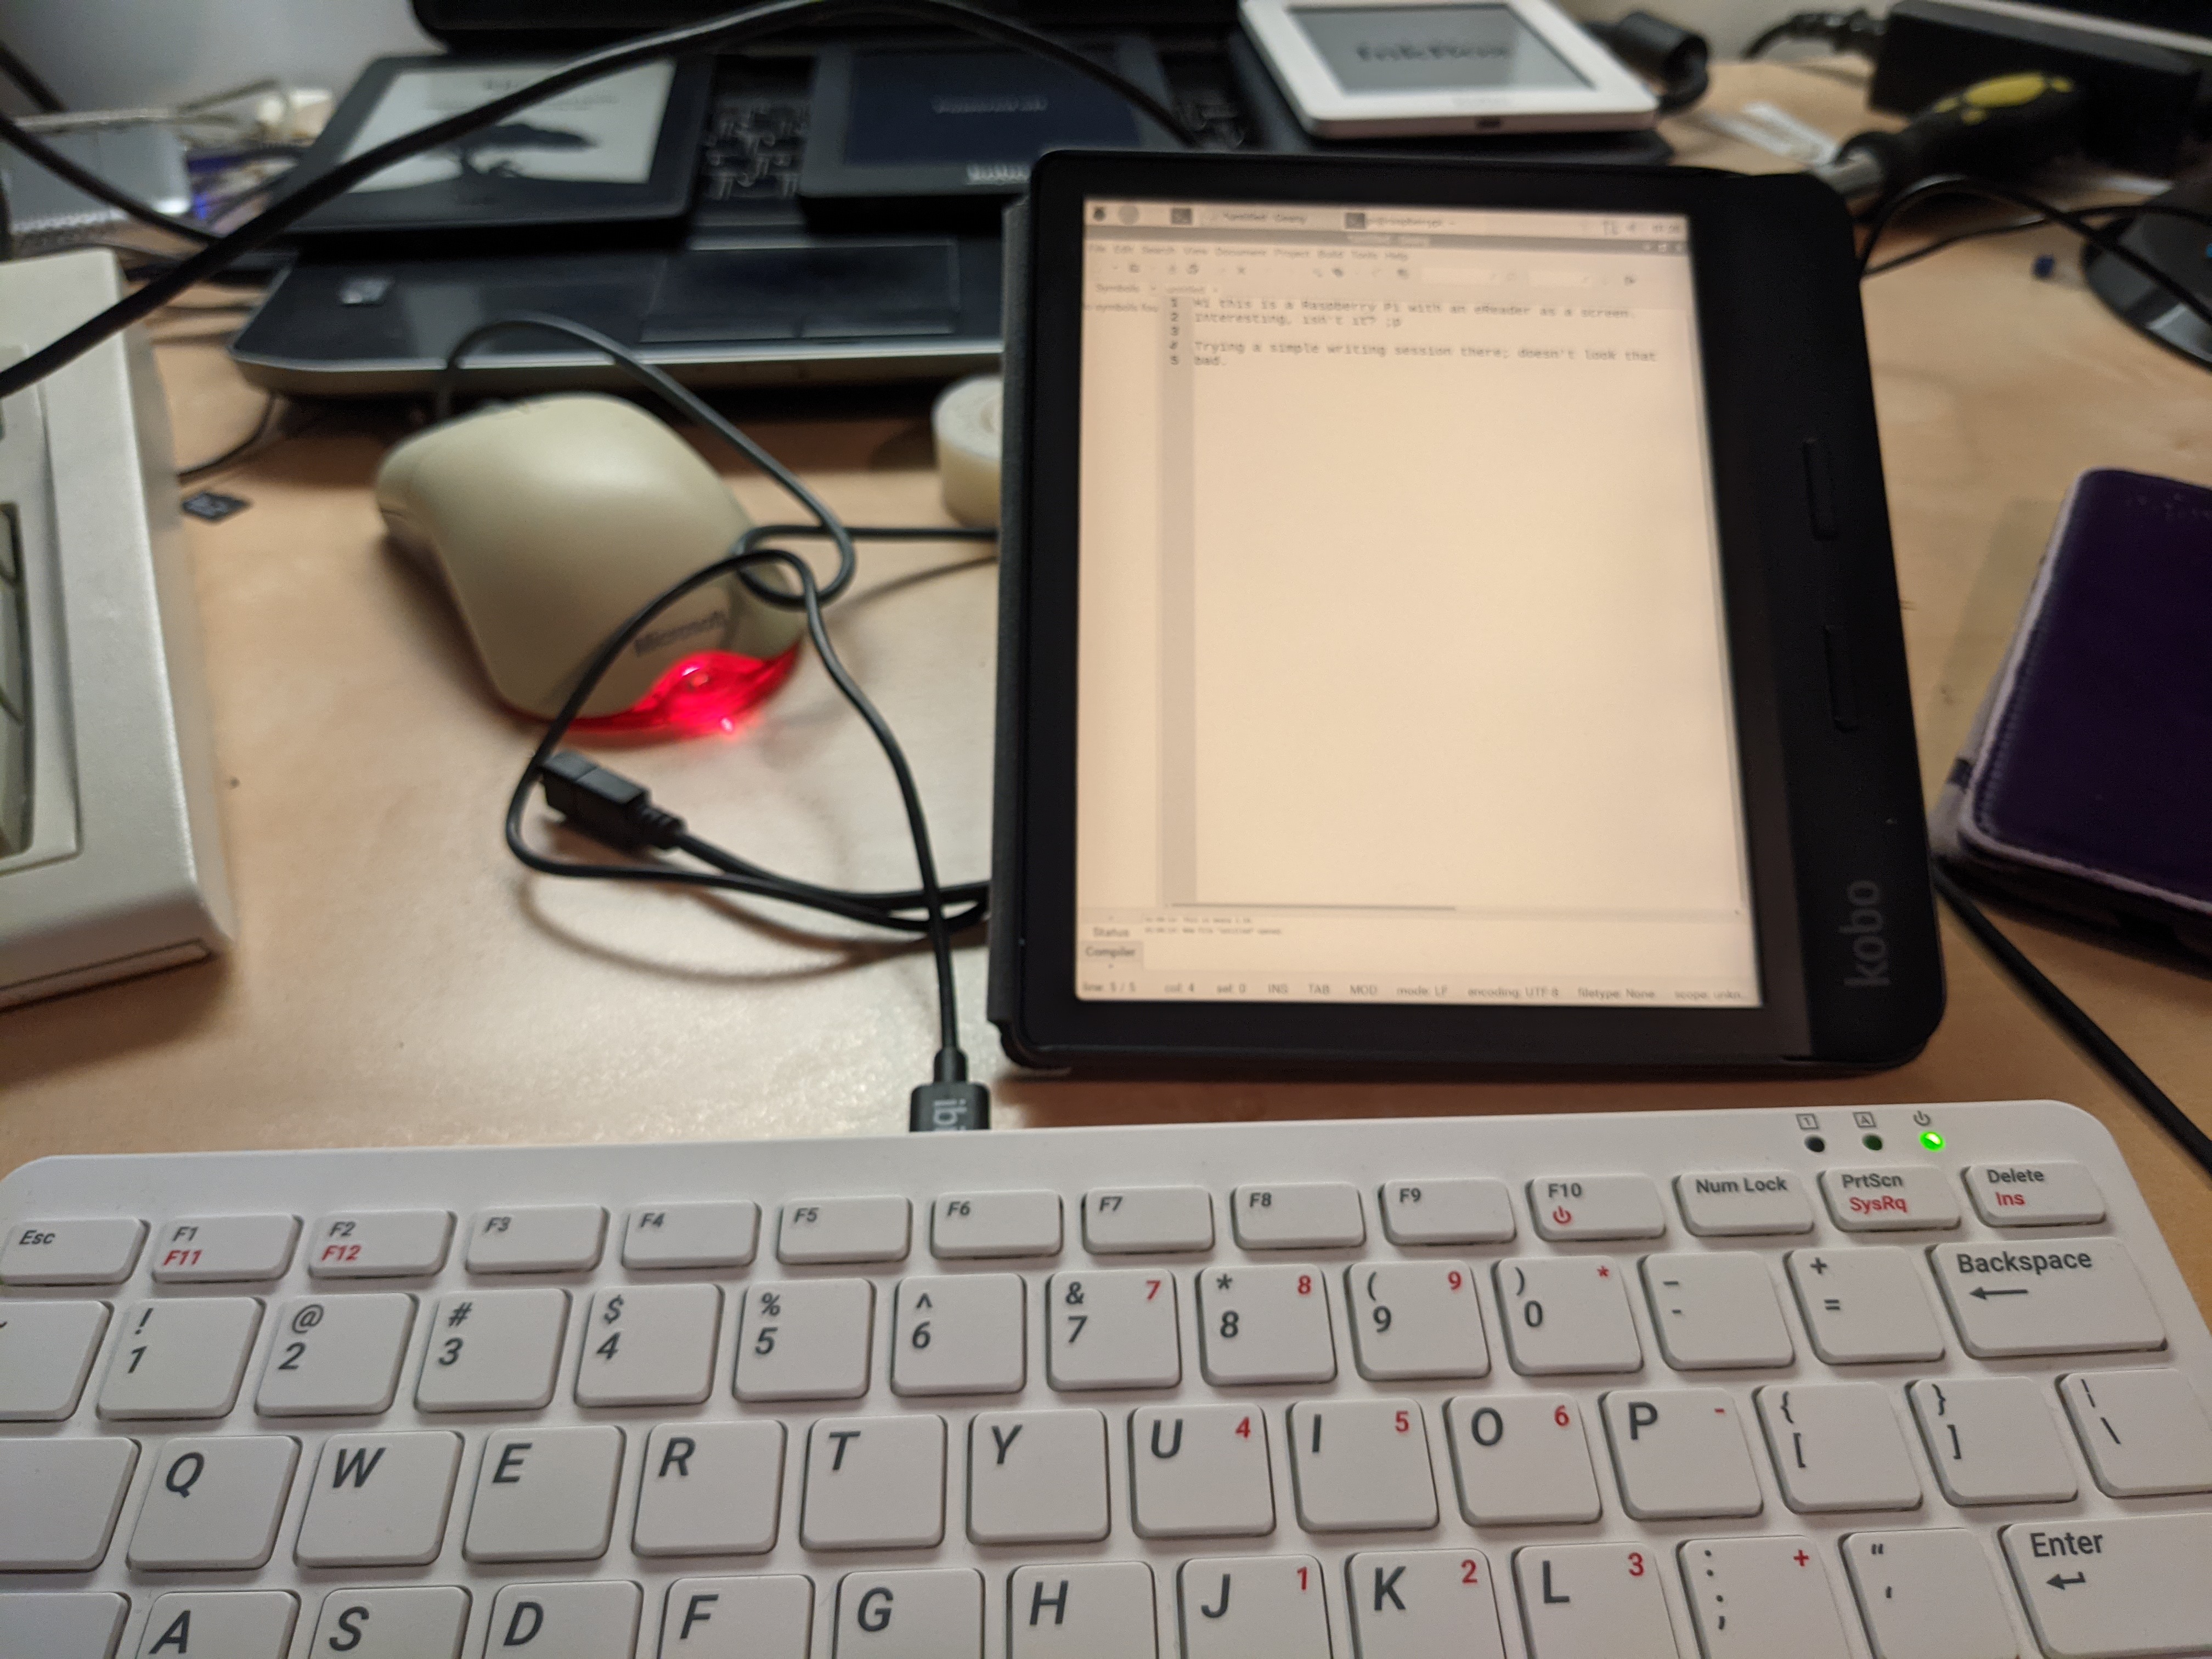 InkBox
*untitled - Geany
*untitled - Geany
File Edit Search View Document Project Build Tools Help
Symbols
untitled
1 Hi this is a Raspberry Pi with an eReader as a screen.
2 Interesting, isn't it? ;p
3
4 Trying a simple writing session there; doesn't look that
5 bad.
Status
Compiler
line: 5 / 5 col: 4 sel: 0 INS TAB MOD mode: LF encoding: UTF-8 filetype: None scope: unkn...
kobo
Microsoft
1 A
Esc F1 F2 F3 F4 F5 F6 F7 F8 F9 F10 Num Lock PrtScn Delete
F11 F12 SysRq Ins
! @ # $ % ^ & 7 * 8 ( 9 ) * _ + Backspace
1 2 3 4 5 6 7 8 9 0 - =
Q W E R T Y U 4 I 5 O 6 P - { } |
[ ] \
A S D F G H J 1 K 2 L 3 : + " Enter
; '